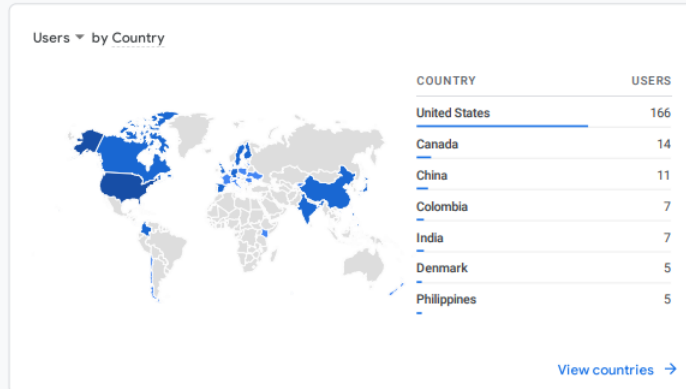 Users by Country
COUNTRY USERS
United States 166
Canada 14
China 11
Colombia 7
India 7
Denmark 5
Philippines 5
View countries